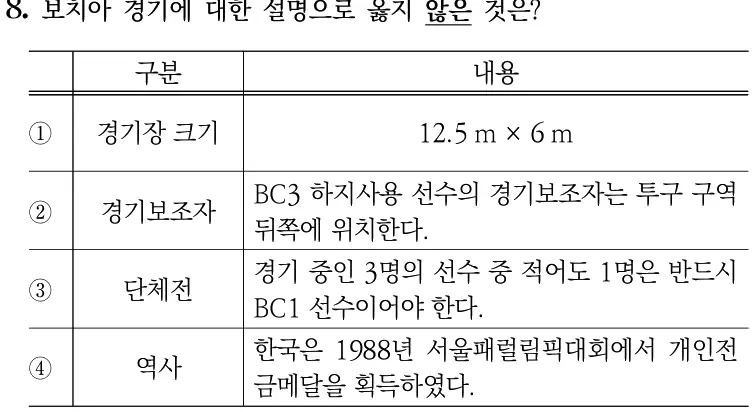 8. 보치아 경기에 대한 설명으로 옳지 않은 것은?
구분 내용
① 경기장 크기 12.5 m × 6 m
② 경기보조자 BC3 하지사용 선수의 경기보조자는 투구 구역
뒤쪽에 위치한다.
③ 단체전 경기 중인 3명의 선수 중 적어도 1명은 반드시
BC1 선수이어야 한다.
④ 역사 한국은 1988년 서울패럴림픽대회에서 개인전
금메달을 획득하였다.